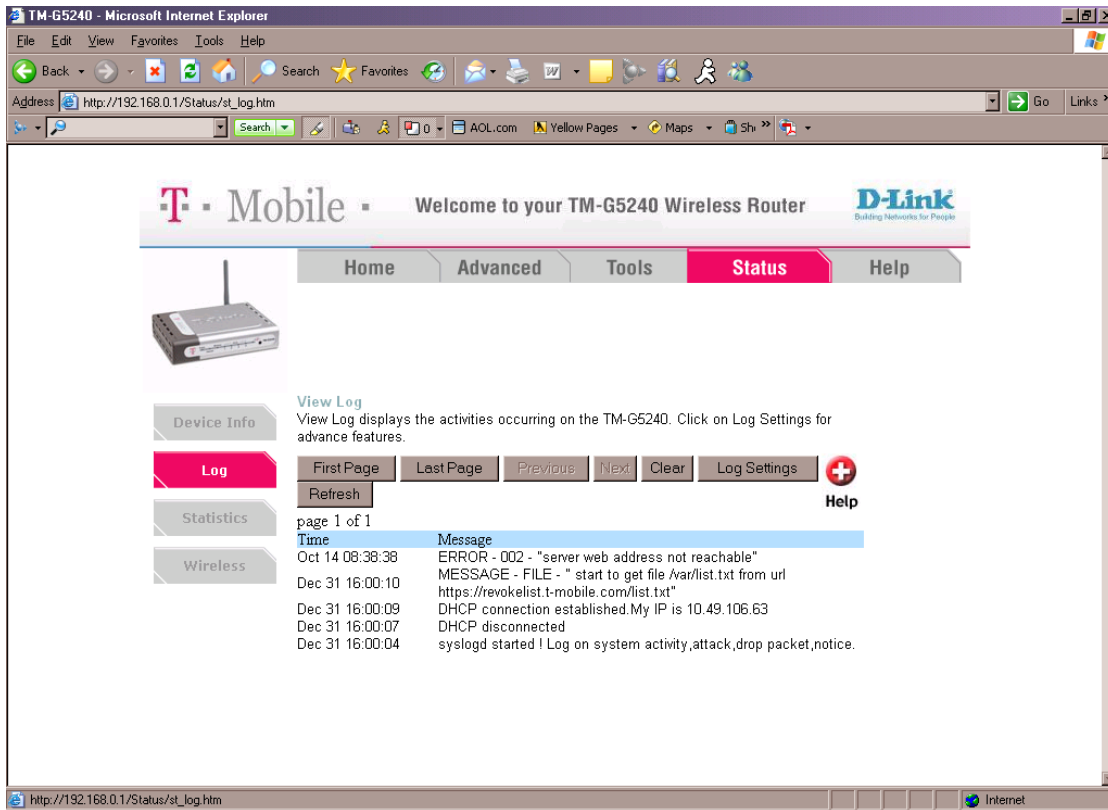 TM-G5240 - Microsoft Internet Explorer
File Edit View Favorites Tools Help
Back Search Favorites
Address http://192.168.0.1/Status/st_log.htm Go Links
Search 0 AOL.com Yellow Pages Maps Sh
T · Mobile · Welcome to your TM-G5240 Wireless Router D-Link
Building Networks for People
Home Advanced Tools Status Help
View Log
View Log displays the activities occurring on the TM-G5240. Click on Log Settings for
advance features.
Device Info
Log
Statistics
Wireless
First Page Last Page Previous Next Clear Log Settings
Refresh Help
page 1 of 1
Time Message
Oct 14 08:38:38 ERROR - 002 - "server web address not reachable"
Dec 31 16:00:10 MESSAGE - FILE - " start to get file /var/list.txt from url
https://revokelist.t-mobile.com/list.txt"
Dec 31 16:00:09 DHCP connection established.My IP is 10.49.106.63
Dec 31 16:00:07 DHCP disconnected
Dec 31 16:00:04 syslogd started ! Log on system activity,attack,drop packet,notice.
http://192.168.0.1/Status/st_log.htm Internet